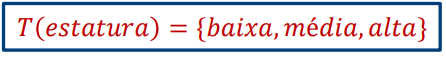 T(estatura) = {baixa, média, alta}